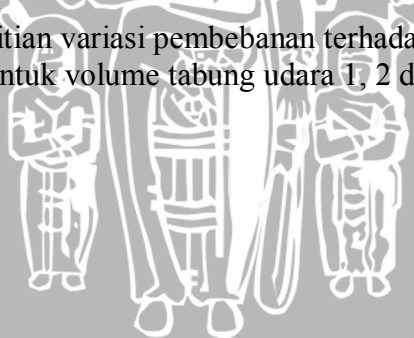 itian variasi pembebanan terhada
ntuk volume tabung udara 1, 2 d